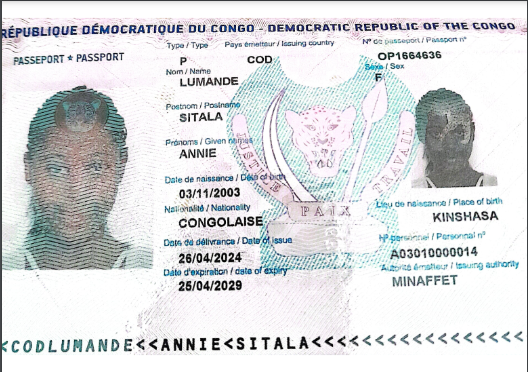 RÉPUBLIQUE DÉMOCRATIQUE DU CONGO - DEMOCRATIC REPUBLIC OF THE CONGO
PASSEPORT * PASSPORT
Type / Type Pays émetteur / Issuing country N° de passeport / Passport n°
P COD OP1664636
Nom / Name Sexe / Sex
LUMANDE F
Postnom / Postname
SITALA
Prénoms / Given names
ANNIE
Date de naissance / Date of birth
03/11/2003
Lieu de naissance / Place of birth
Nationalité / Nationality KINSHASA
CONGOLAISE
Date de délivrance / Date of issue N° personnel / Personal n°
26/04/2024 A03010000014
Date d'expiration / date of expiry Autorité émetteur / Issuing authority
25/04/2029 MINAFFET
JUSTICE PAIX TRAVAIL
<CODLUMANDE<<ANNIE<SITALA<<<<<<<<<<<<<<